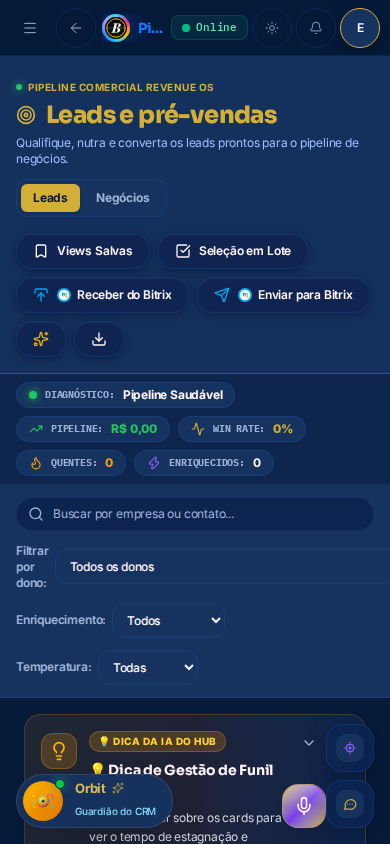 Pi...
Online
E
PIPELINE COMERCIAL REVENUE OS
Leads e pré-vendas
Qualifique, nutra e converta os leads prontos para o pipeline de
negócios.
Leads
Negócios
Views Salvas
Seleção em Lote
Receber do Bitrix
Enviar para Bitrix
DIAGNÓSTICO: Pipeline Saudável
PIPELINE: R$ 0,00
WIN RATE: 0%
QUENTES: 0
ENRIQUECIDOS: 0
Buscar por empresa ou contato...
Filtrar
por
dono:
Todos os donos
Enriquecimento:
Todos
Temperatura:
Todas
💡 DICA DA IA DO HUB
💡 Dica de Gestão de Funil
Orbit
Guardião do CRM
sobre os cards para
ver o tempo de estagnação e